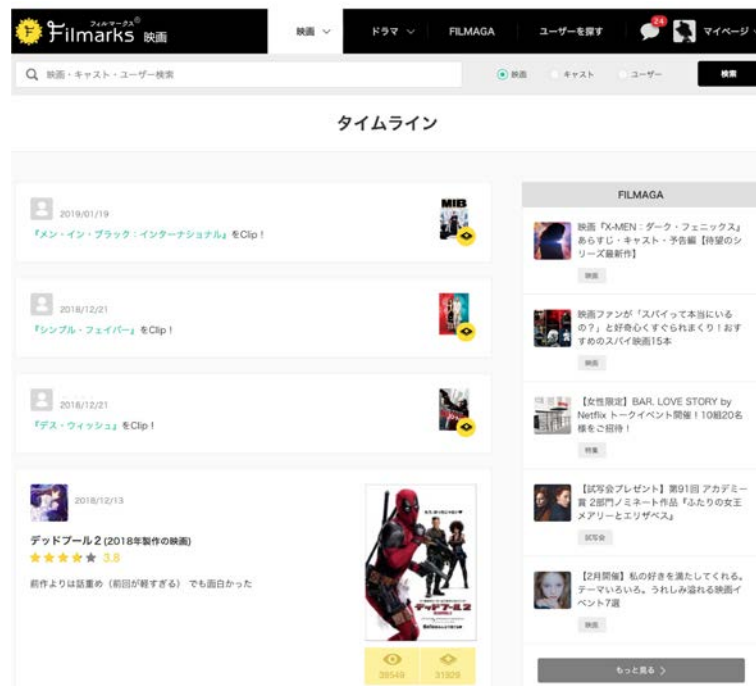 フィルマークス®
Filmarks 映画
映画
ドラマ
FILMAGA
ユーザーを探す
24
マイページ
映画・キャスト・ユーザー検索
映画
キャスト
ユーザー
検索
タイムライン
2019/01/19
『メン・イン・ブラック：インターナショナル』をClip！
MIB
2018/12/21
『シンプル・フェイバー』をClip！
2018/12/21
『デス・ウィッシュ』をClip！
2018/12/13
デッドプール2(2018年製作の映画)
★★★★★ 3.8
前作よりは話重め（前回が軽すぎる） でも面白かった
デッドプール2
39549
31929
FILMAGA
映画『X-MEN：ダーク・フェニックス』
あらすじ・キャスト・予告編【待望のシ
リーズ最新作】
映画
映画ファンが「スパイって本当にいる
の？」と好奇心くすぐられまくり！おす
すめのスパイ映画15本
映画
【女性限定】BAR. LOVE STORY by
Netflix トークイベント開催！10組20名
様をご招待！
特集
【試写会プレゼント】第91回 アカデミー
賞 2部門ノミネート作品『ふたりの女王
メアリーとエリザベス』
試写会
【2月開催】私の好きを満たしてくれる。
テーマいろいろ。うれしみ溢れる映画イ
ベント7選
映画
もっと見る